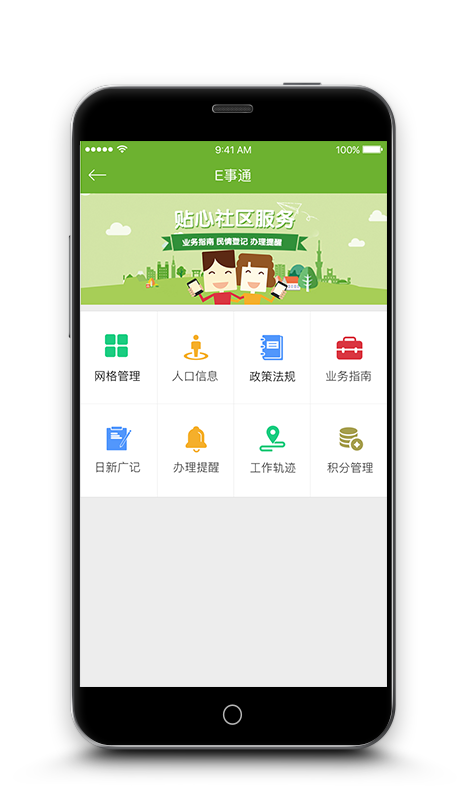 9:41 AM 100%
E事通
贴心社区服务
业务指南 民情登记 办理提醒
网格管理 人口信息 政策法规 业务指南
日新广记 办理提醒 工作轨迹 积分管理